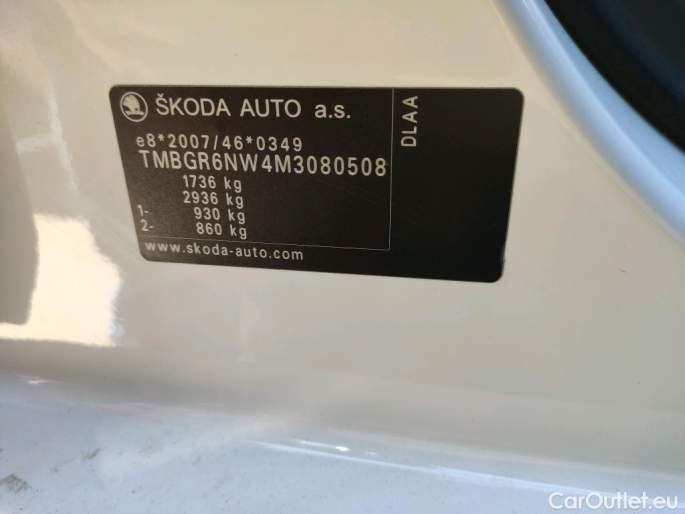 ŠKODA AUTO a.s.
e8*2007/46*0349
TMBGR6NW4M3080508
1736 kg
2936 kg
1- 930 kg
2- 860 kg
www.skoda-auto.com
DLAA
CarOutlet.eu